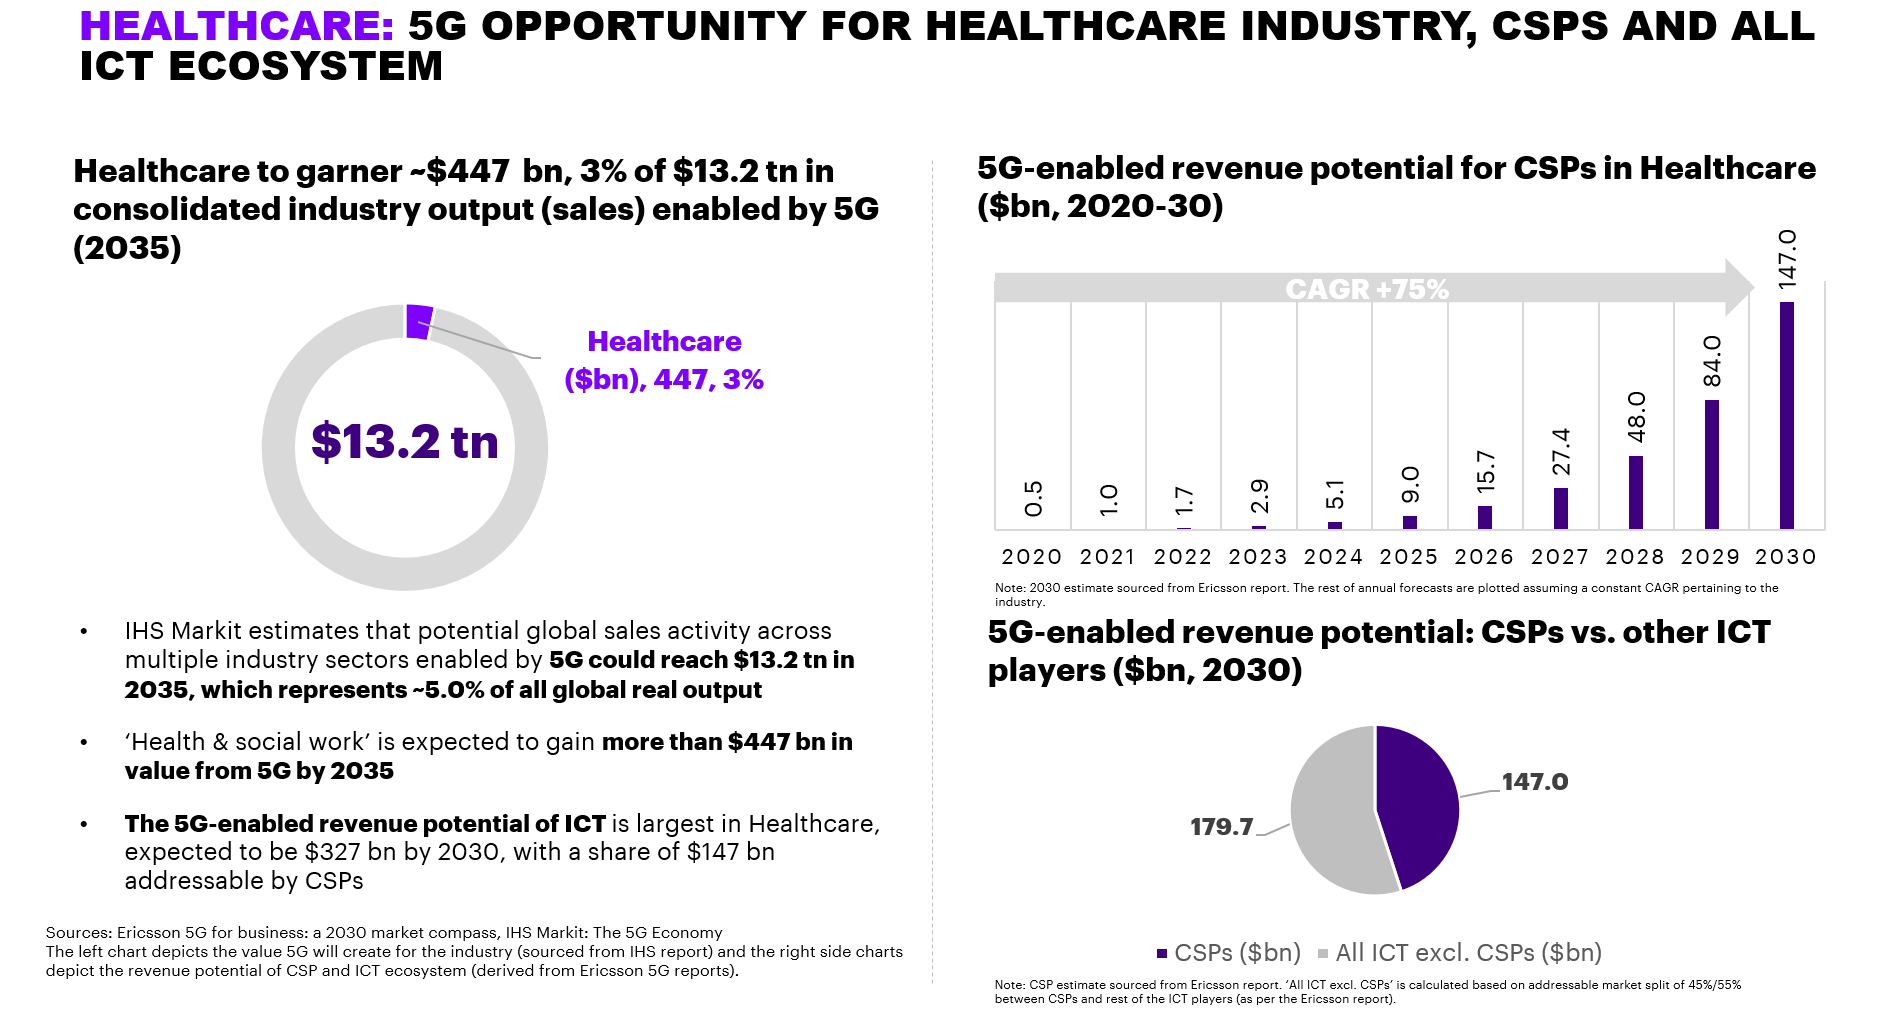 HEALTHCARE: 5G OPPORTUNITY FOR HEALTHCARE INDUSTRY, CSPS AND ALL
ICT ECOSYSTEM
Healthcare to garner ~$447  bn, 3% of $13.2 tn in
consolidated industry output (sales) enabled by 5G
(2035)
Healthcare
($bn), 447, 3%
$13.2 tn
• IHS Markit estimates that potential global sales activity across
multiple industry sectors enabled by 5G could reach $13.2 tn in
2035, which represents ~5.0% of all global real output
• ‘Health & social work’ is expected to gain more than $447 bn in
value from 5G by 2035
• The 5G-enabled revenue potential of ICT is largest in Healthcare,
expected to be $327 bn by 2030, with a share of $147 bn
addressable by CSPs
Sources: Ericsson 5G for business: a 2030 market compass, IHS Markit: The 5G Economy
The left chart depicts the value 5G will create for the industry (sourced from IHS report) and the right side charts
depict the revenue potential of CSP and ICT ecosystem (derived from Ericsson 5G reports).
5G-enabled revenue potential for CSPs in Healthcare
($bn, 2020-30)
CAGR +75%
0.5 1.0 1.7 2.9 5.1 9.0 15.7 27.4 48.0 84.0 147.0
2020 2021 2022 2023 2024 2025 2026 2027 2028 2029 2030
Note: 2030 estimate sourced from Ericsson report. The rest of annual forecasts are plotted assuming a constant CAGR pertaining to the
industry.
5G-enabled revenue potential: CSPs vs. other ICT
players ($bn, 2030)
147.0
179.7
CSPs ($bn) All ICT excl. CSPs ($bn)
Note: CSP estimate sourced from Ericsson report. ‘All ICT excl. CSPs’ is calculated based on addressable market split of 45%/55%
between CSPs and rest of the ICT players (as per the Ericsson report).